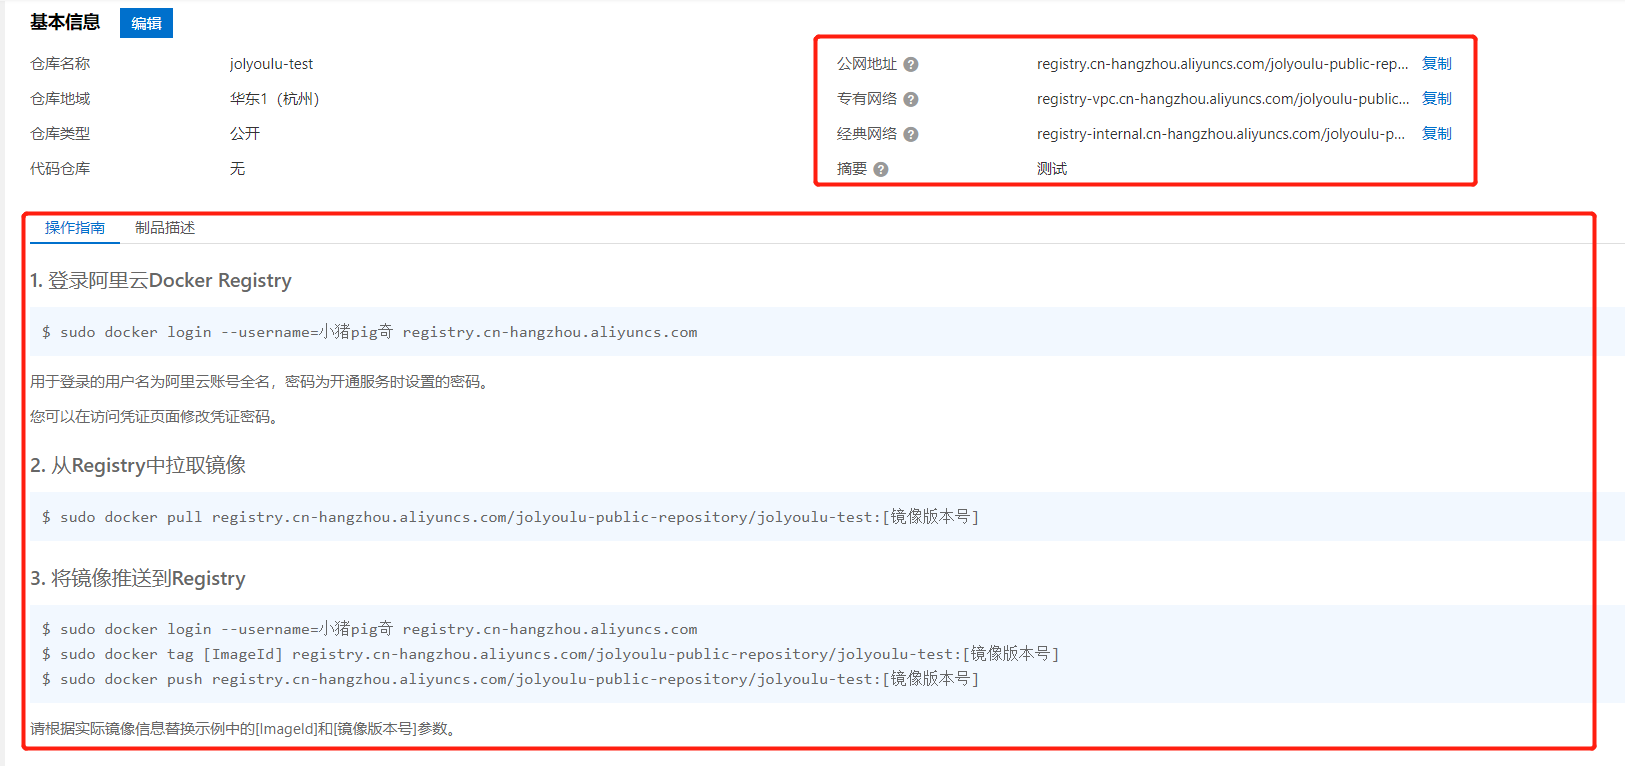 基本信息 编辑
仓库名称 jolyoulu-test 公网地址 ? registry.cn-hangzhou.aliyuncs.com/jolyoulu-public-rep... 复制
仓库地域 华东1（杭州） 专有网络 ? registry-vpc.cn-hangzhou.aliyuncs.com/jolyoulu-public... 复制
仓库类型 公开 经典网络 ? registry-internal.cn-hangzhou.aliyuncs.com/jolyoulu-p... 复制
代码仓库 无 摘要 ? 测试
操作指南 制品描述
1. 登录阿里云Docker Registry
$ sudo docker login --username=小猪pig奇 registry.cn-hangzhou.aliyuncs.com
用于登录的用户名为阿里云账号全名，密码为开通服务时设置的密码。
您可以在访问凭证页面修改凭证密码。
2. 从Registry中拉取镜像
$ sudo docker pull registry.cn-hangzhou.aliyuncs.com/jolyoulu-public-repository/jolyoulu-test:[镜像版本号]
3. 将镜像推送到Registry
$ sudo docker login --username=小猪pig奇 registry.cn-hangzhou.aliyuncs.com
$ sudo docker tag [ImageId] registry.cn-hangzhou.aliyuncs.com/jolyoulu-public-repository/jolyoulu-test:[镜像版本号]
$ sudo docker push registry.cn-hangzhou.aliyuncs.com/jolyoulu-public-repository/jolyoulu-test:[镜像版本号]
请根据实际镜像信息替换示例中的[ImageId]和[镜像版本号]参数。